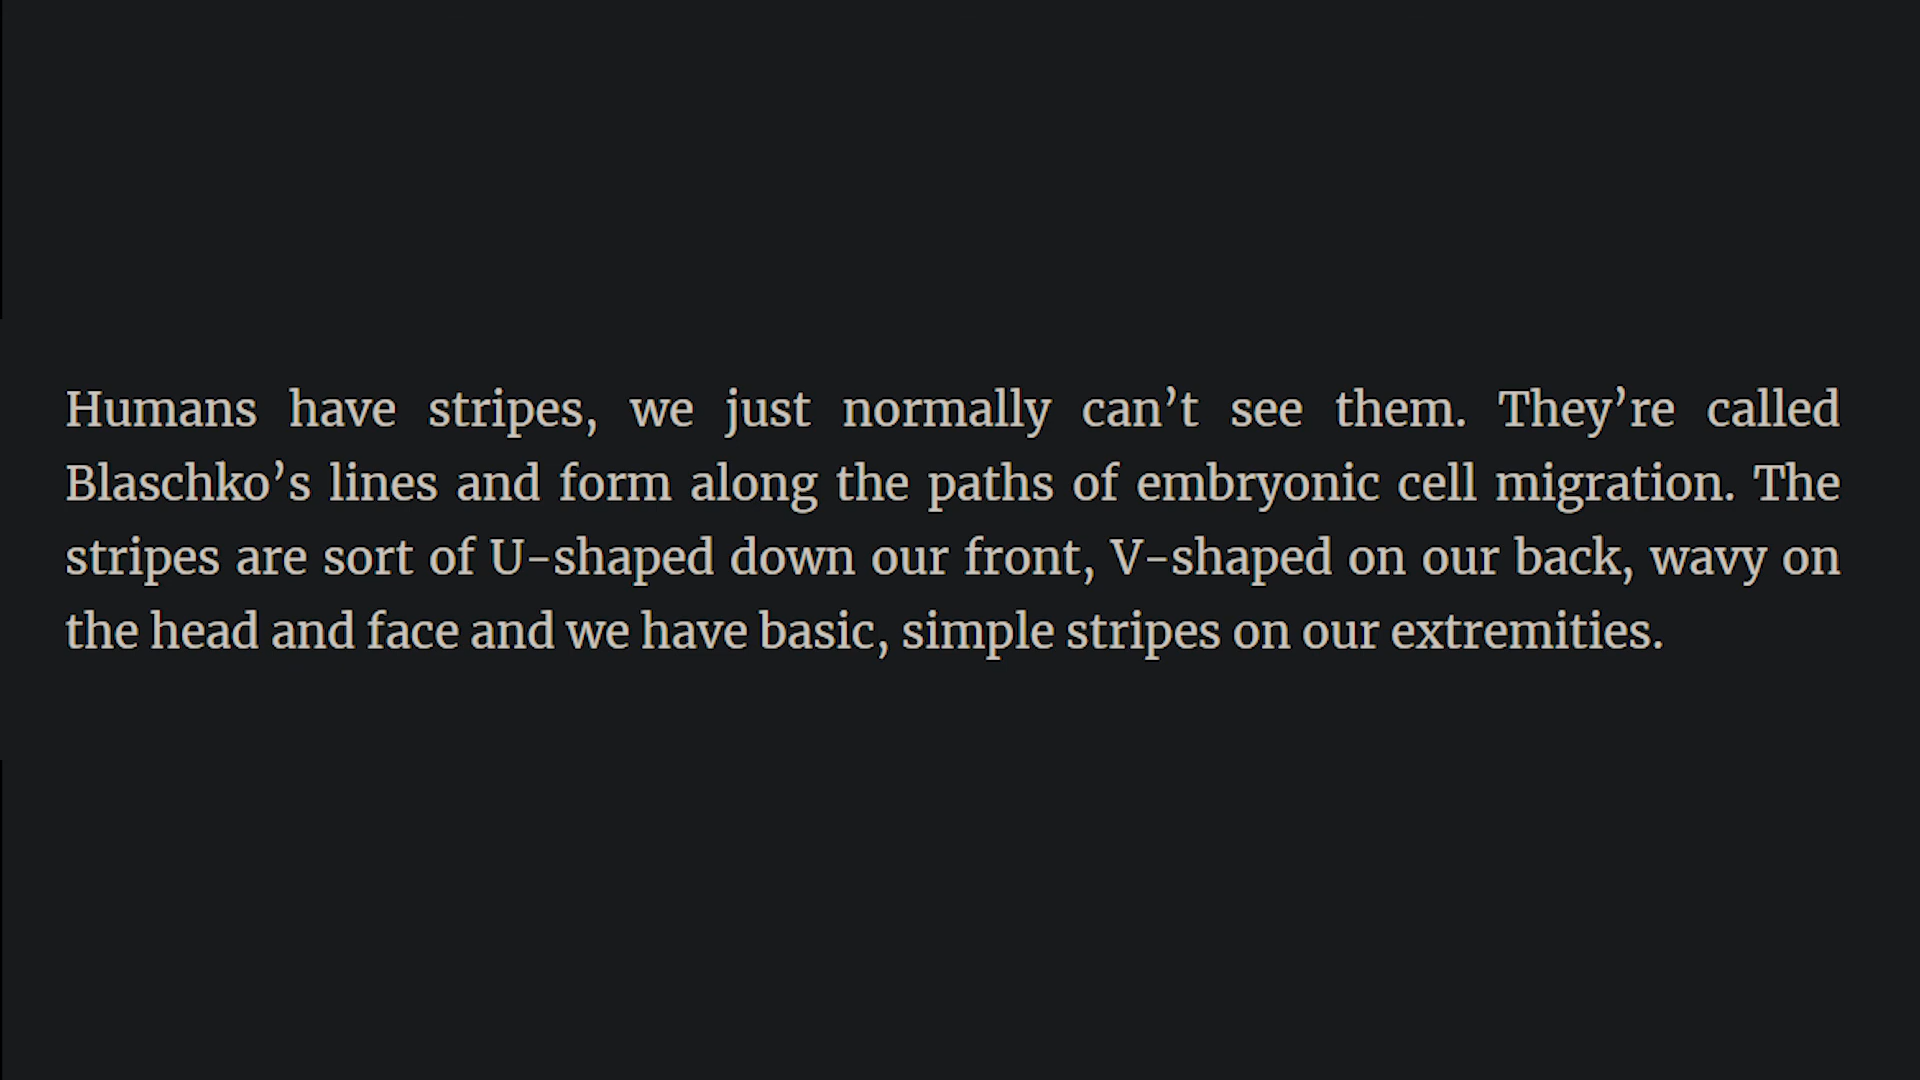 Humans have stripes, we just normally can’t see them. They’re called
Blaschko’s lines and form along the paths of embryonic cell migration. The
stripes are sort of U-shaped down our front, V-shaped on our back, wavy on
the head and face and we have basic, simple stripes on our extremities.